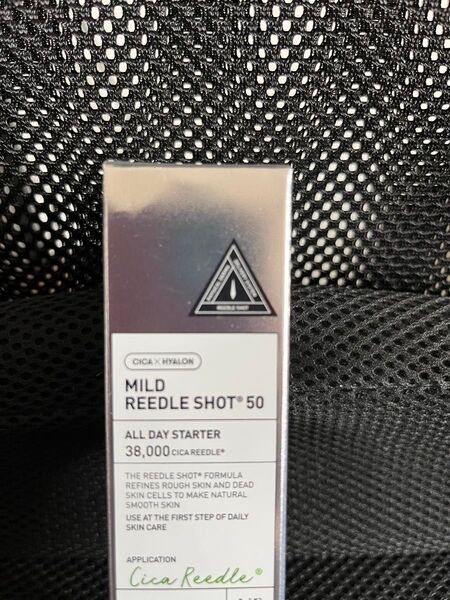 REEDLE SHOT
CICA × HYALON
MILD
REEDLE SHOT® 50
ALL DAY STARTER
38,000 CICA REEDLE®
THE REEDLE SHOT® FORMULA
REFINES ROUGH SKIN AND DEAD
SKIN CELLS TO MAKE NATURAL
SMOOTH SKIN
USE AT THE FIRST STEP OF DAILY
SKIN CARE
APPLICATION
Cica Reedle®